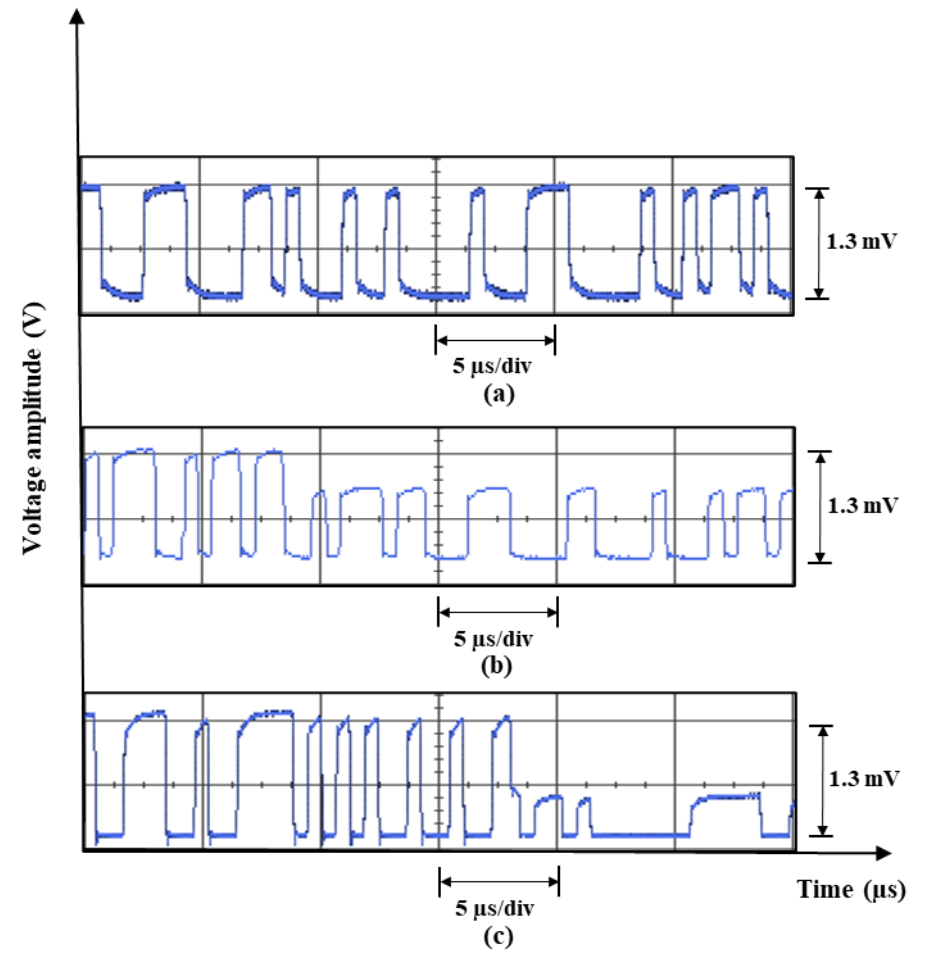 Voltage amplitude (V)
1.3 mV
5 µs/div
(a)
1.3 mV
5 µs/div
(b)
1.3 mV
Time (µs)
5 µs/div
(c)